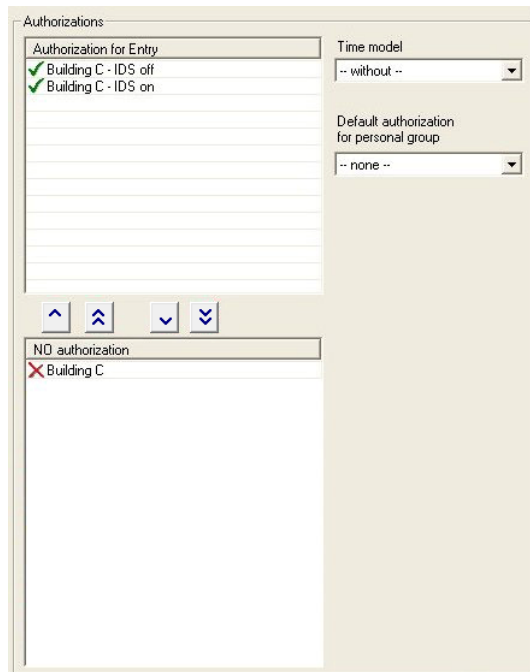 Authorizations
Authorization for Entry
Building C - IDS off
Building C - IDS on
Time model
-- without --
Default authorization
for personal group
-- none --
NO authorization
Building C